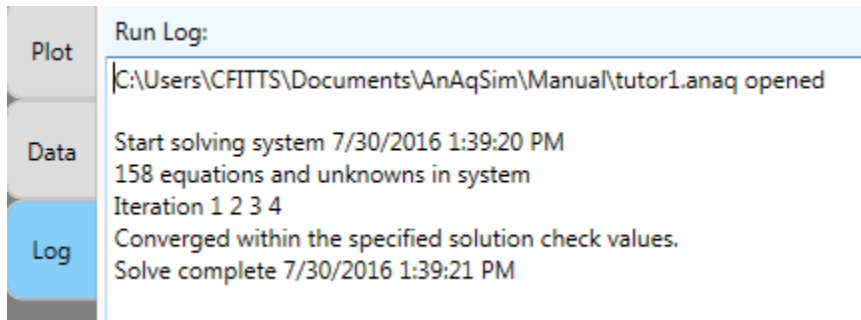 Plot
Data
Log
Run Log:
C:\Users\CFITTS\Documents\AnAqSim\Manual\tutor1.anaq opened
Start solving system 7/30/2016 1:39:20 PM
158 equations and unknowns in system
Iteration 1 2 3 4
Converged within the specified solution check values.
Solve complete 7/30/2016 1:39:21 PM